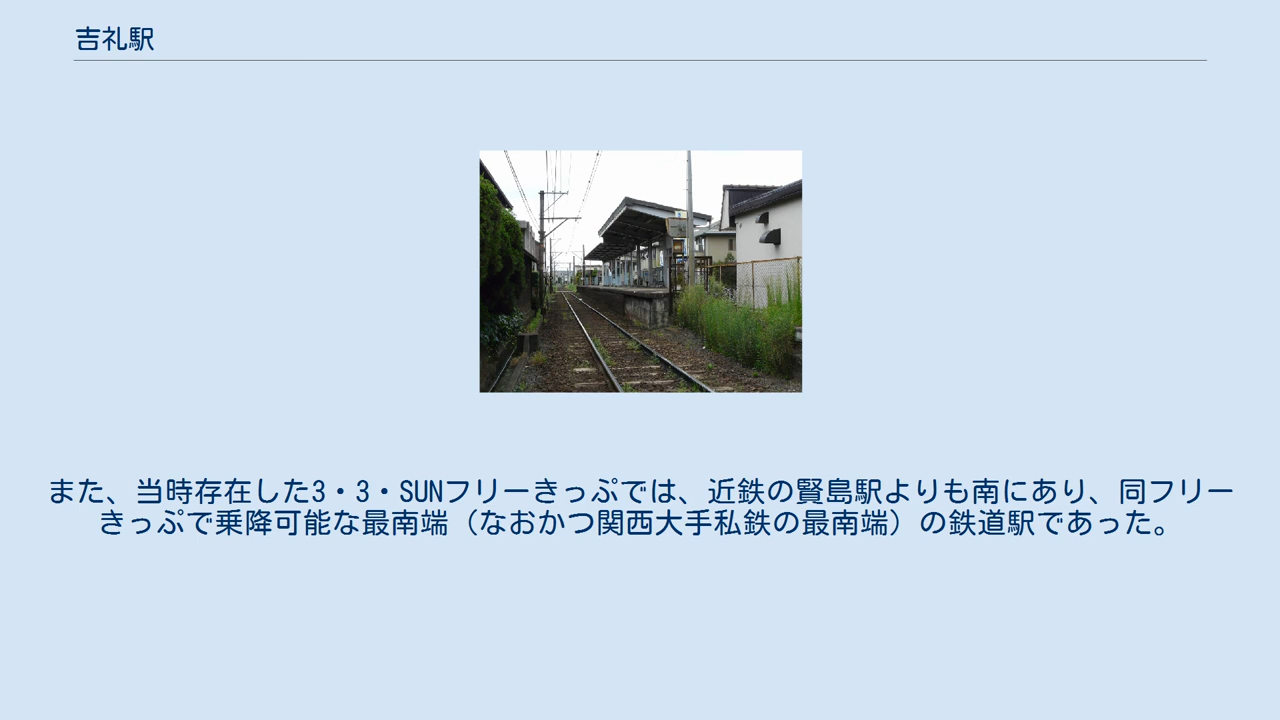 吉礼駅
また、当時存在した3・3・SUNフリーきっぷでは、近鉄の賢島駅よりも南にあり、同フリー
きっぷで乗降可能な最南端（なおかつ関西大手私鉄の最南端）の鉄道駅であった。